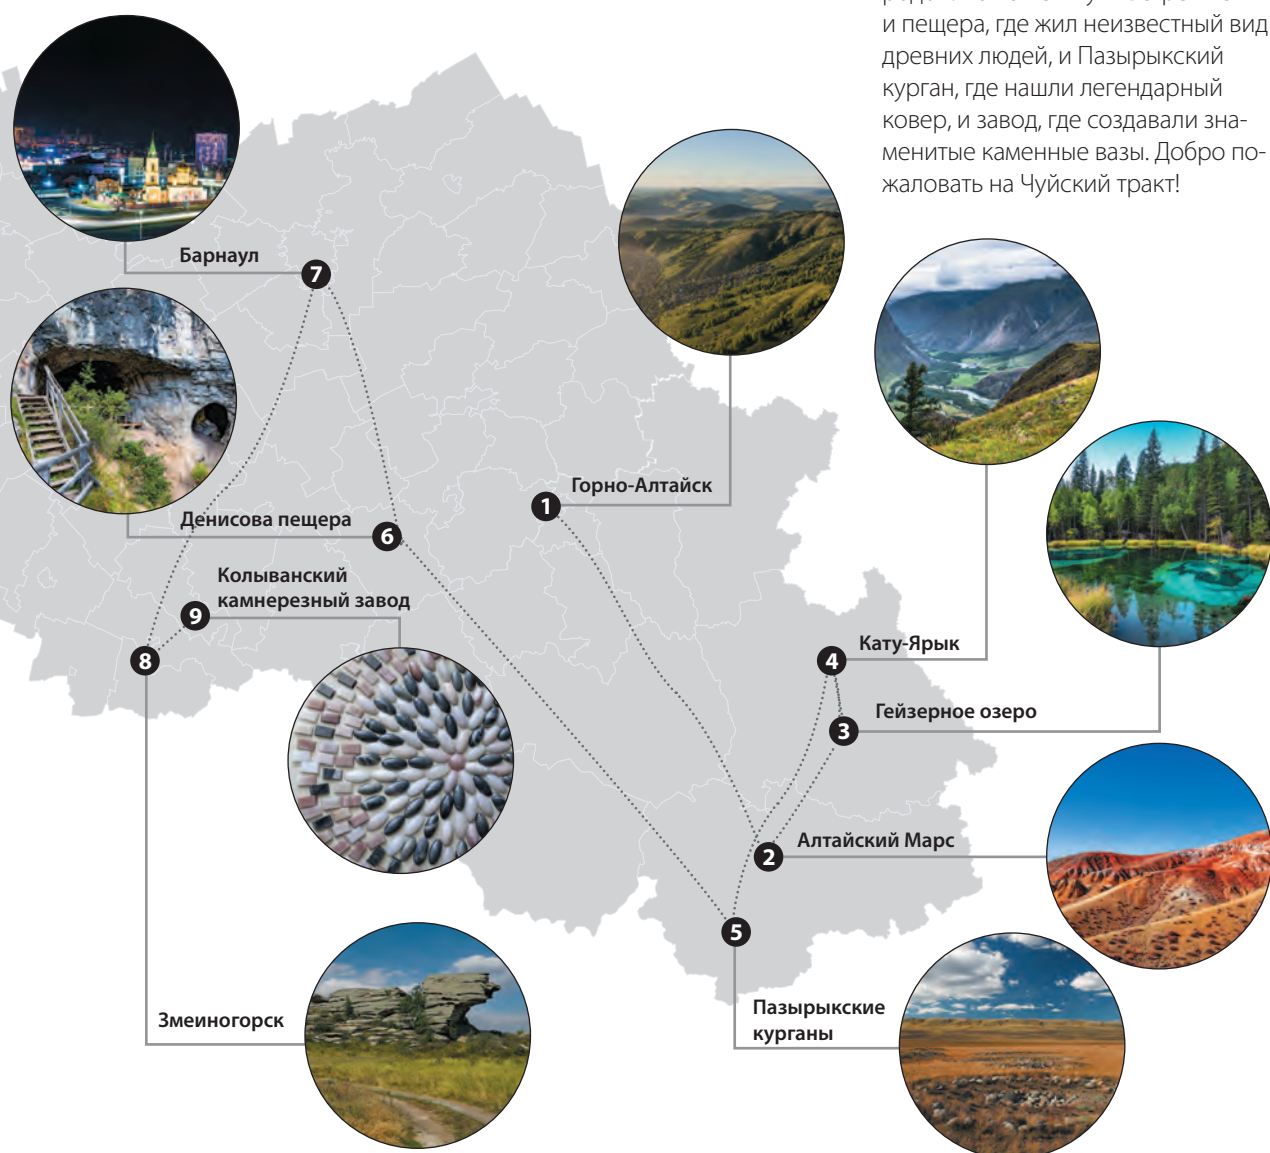 и пещера, где жил неизвестный вид
древних людей, и Пазырыкский
курган, где нашли легендарный
ковер, и завод, где создавали зна-
менитые каменные вазы. Добро по-
жаловать на Чуйский тракт!
Барнаул
7
Горно-Алтайск
1
Денисова пещера
6
Колыванский
камнерезный завод
9
8
Кату-Ярык
4
Гейзерное озеро
3
Алтайский Марс
2
5
Пазырыкские
курганы
Змеиногорск